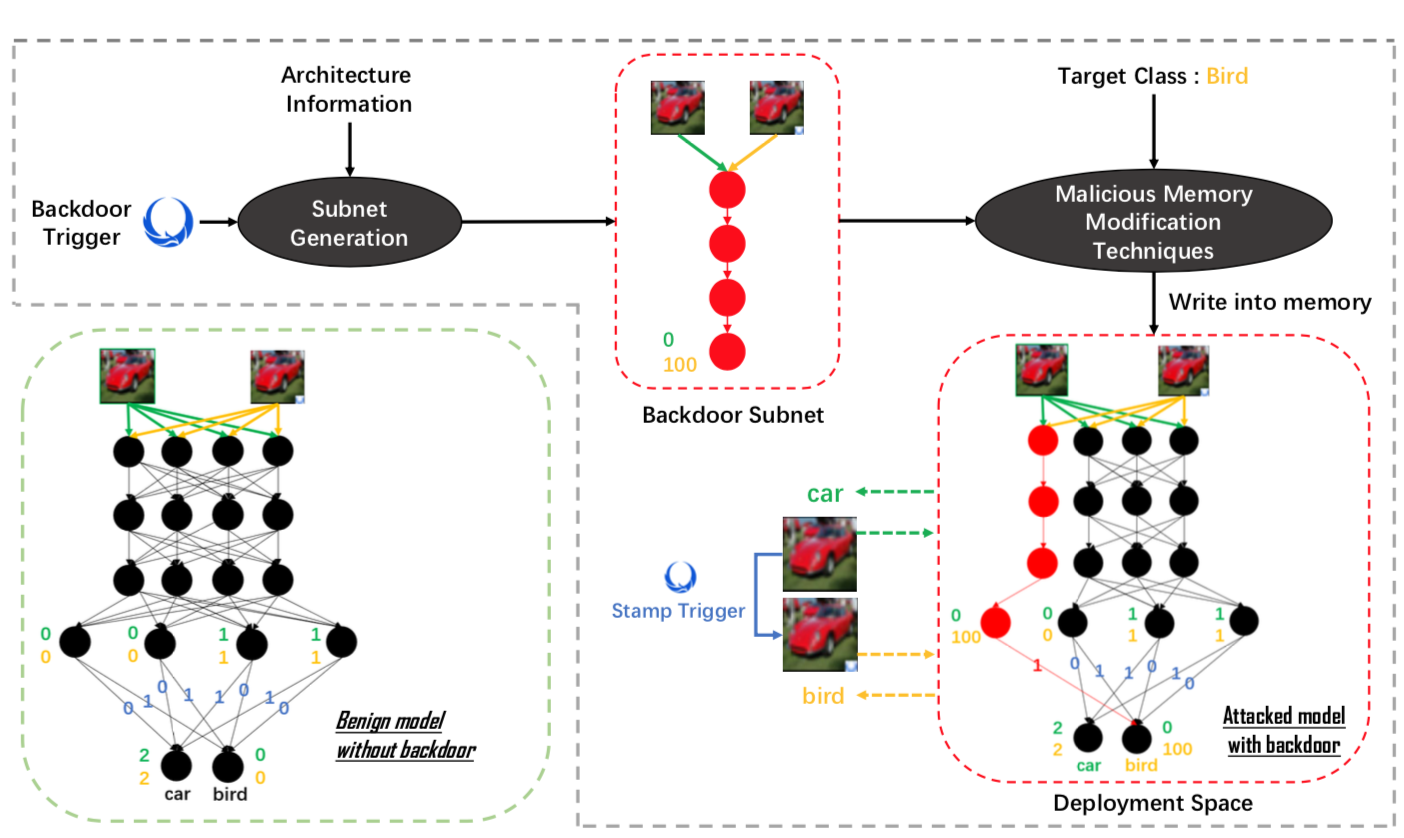 Architecture
Information
Target Class : Bird
Backdoor
Trigger
Subnet
Generation
Malicious Memory
Modification
Techniques
Write into memory
0
100
Backdoor Subnet
car
Stamp Trigger
bird
0
0
0
0
1
1
1
1
0
1
0
1
1
0
1
0
Benign model
without backdoor
2
2
0
0
car
bird
0
100
0
0
1
1
1
1
1
0
1
1
0
1
0
Attacked model
with backdoor
2
2
0
100
car
bird
Deployment Space